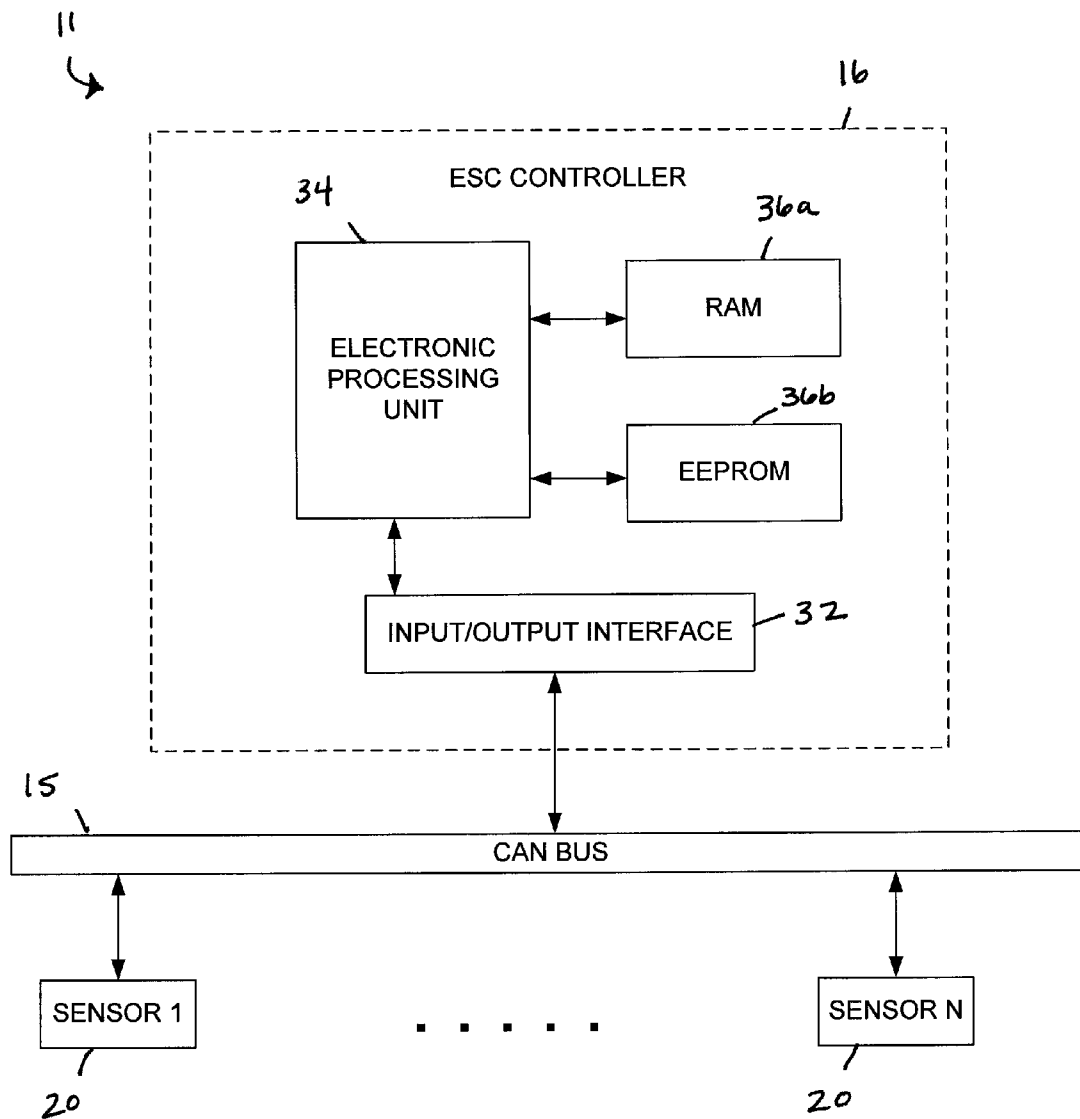 11
16
ESC CONTROLLER
34
36a
RAM
ELECTRONIC
PROCESSING
UNIT
36b
EEPROM
INPUT/OUTPUT INTERFACE
32
15
CAN BUS
SENSOR 1
SENSOR N
20
20